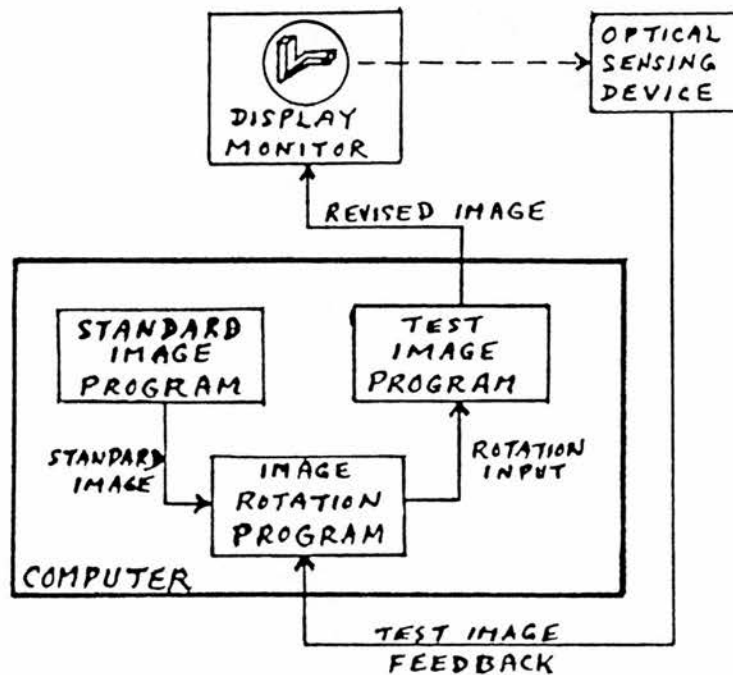 OPTICAL
SENSING
DEVICE
DISPLAY
MONITOR
REVISED IMAGE
STANDARD
IMAGE
PROGRAM
TEST
IMAGE
PROGRAM
STANDARD
IMAGE
IMAGE
ROTATION
PROGRAM
ROTATION
INPUT
COMPUTER
TEST IMAGE
FEEDBACK